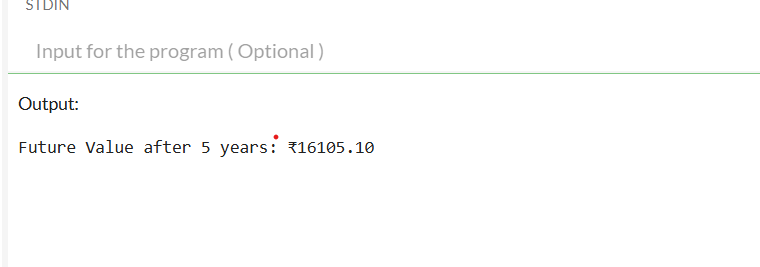 STDIN
Input for the program ( Optional )
Output:
Future Value after 5 years: ₹16105.10